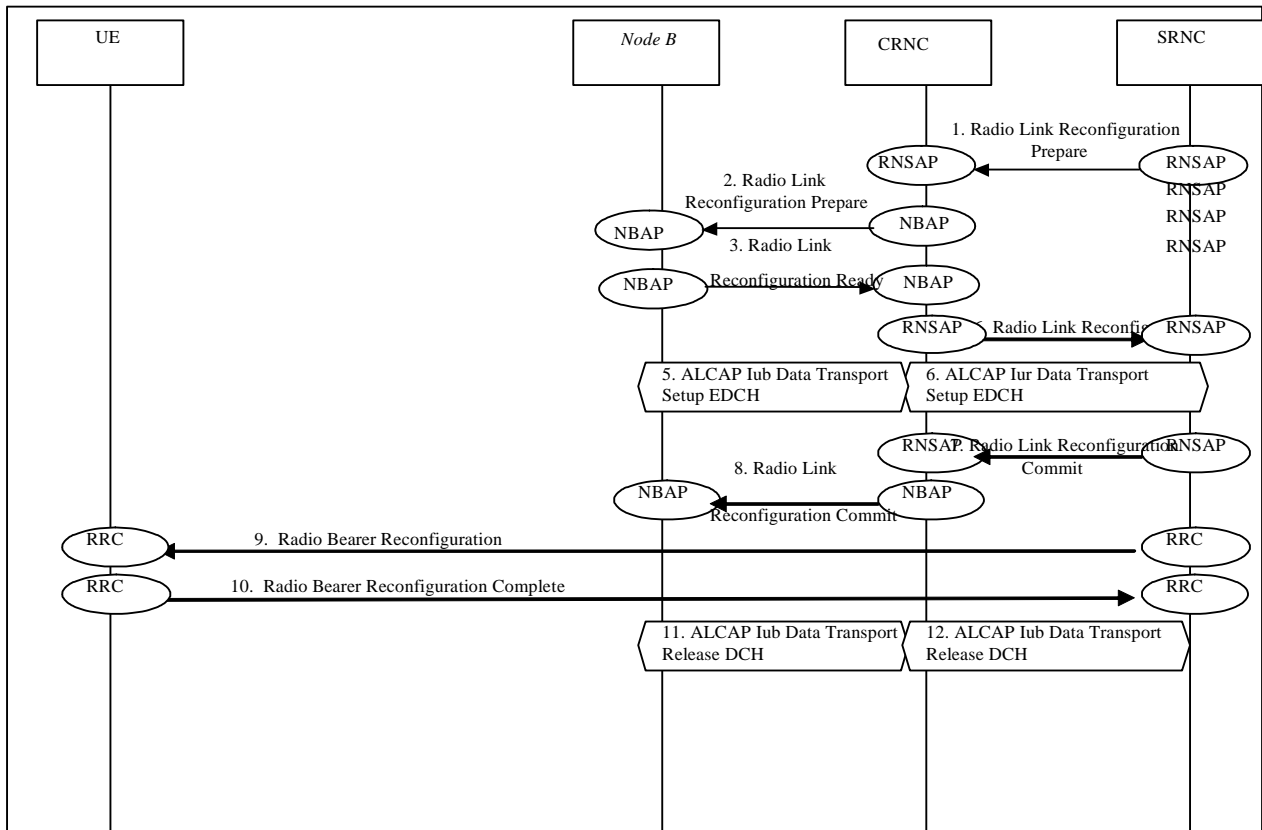 UE
Node B
CRNC
SRNC
1. Radio Link Reconfiguration
Prepare
RNSAP
RNSAP
RNSAP
RNSAP
RNSAP
2. Radio Link
Reconfiguration Prepare
NBAP
NBAP
3. Radio Link
Reconfiguration Ready
NBAP
NBAP
RNSAP
Radio Link
RNSAP
5. ALCAP Iub Data Transport
Setup EDCH
6. ALCAP Iur Data Transport
Setup EDCH
RNSAP
7. Radio Link Reconfiguration
Commit
RNSAP
8. Radio Link
Reconfiguration Commit
NBAP
NBAP
RRC
9. Radio Bearer Reconfiguration
RRC
RRC
10. Radio Bearer Reconfiguration Complete
RRC
11. ALCAP Iub Data Transport
Release DCH
12. ALCAP Iub Data Transport
Release DCH